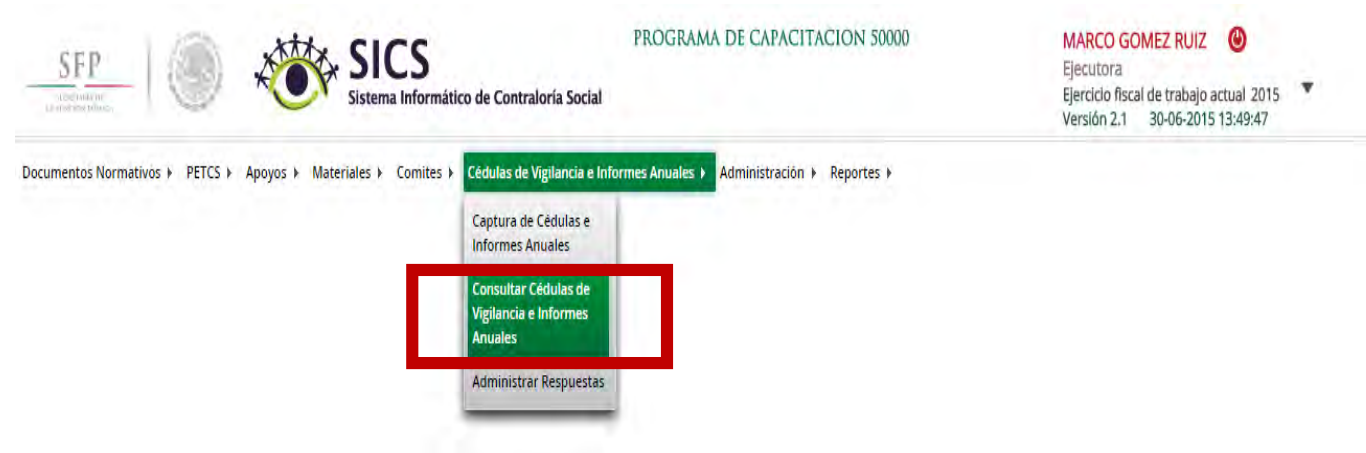 SFP
SICS
Sistema Informático de Contraloría Social
PROGRAMA DE CAPACITACION 50000
MARCO GOMEZ RUIZ
Ejecutora
Ejercicio fiscal de trabajo actual 2015
Versión 2.1 30-06-2015 13:49:47
Documentos Normativos PETCS Apoyos Materiales Comites Cédulas de Vigilancia e Informes Anuales Administración Reportes
Captura de Cédulas e
Informes Anuales
Consultar Cédulas de
Vigilancia e Informes
Anuales
Administrar Respuestas